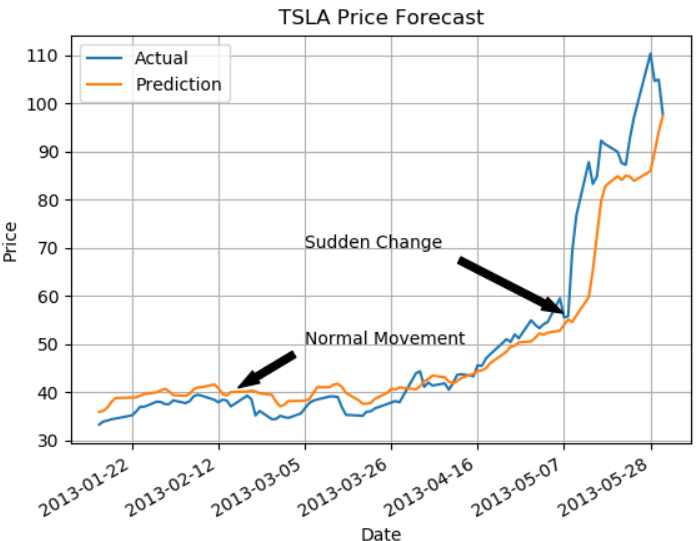 TSLA Price Forecast
Actual
Prediction
110
100
90
80
70
60
50
40
30
Price
Sudden Change
Normal Movement
2013-01-22
2013-02-12
2013-03-05
2013-03-26
2013-04-16
2013-05-07
2013-05-28
Date